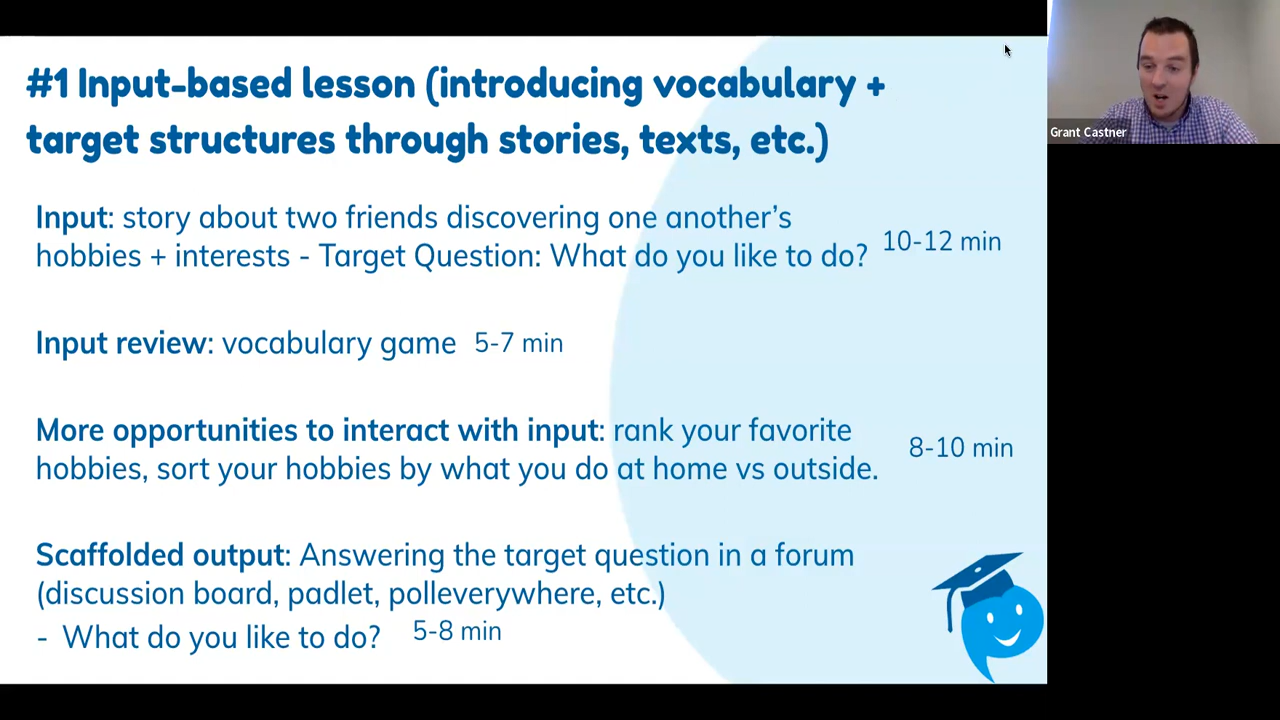 #1 Input-based lesson (introducing vocabulary +
target structures through stories, texts, etc.)
Grant Castner
Input: story about two friends discovering one another's
hobbies + interests - Target Question: What do you like to do?
10-12 min
Input review: vocabulary game 5-7 min
More opportunities to interact with input: rank your favorite
hobbies, sort your hobbies by what you do at home vs outside.
8-10 min
Scaffolded output: Answering the target question in a forum
(discussion board, padlet, polleverywhere, etc.)
- What do you like to do? 5-8 min